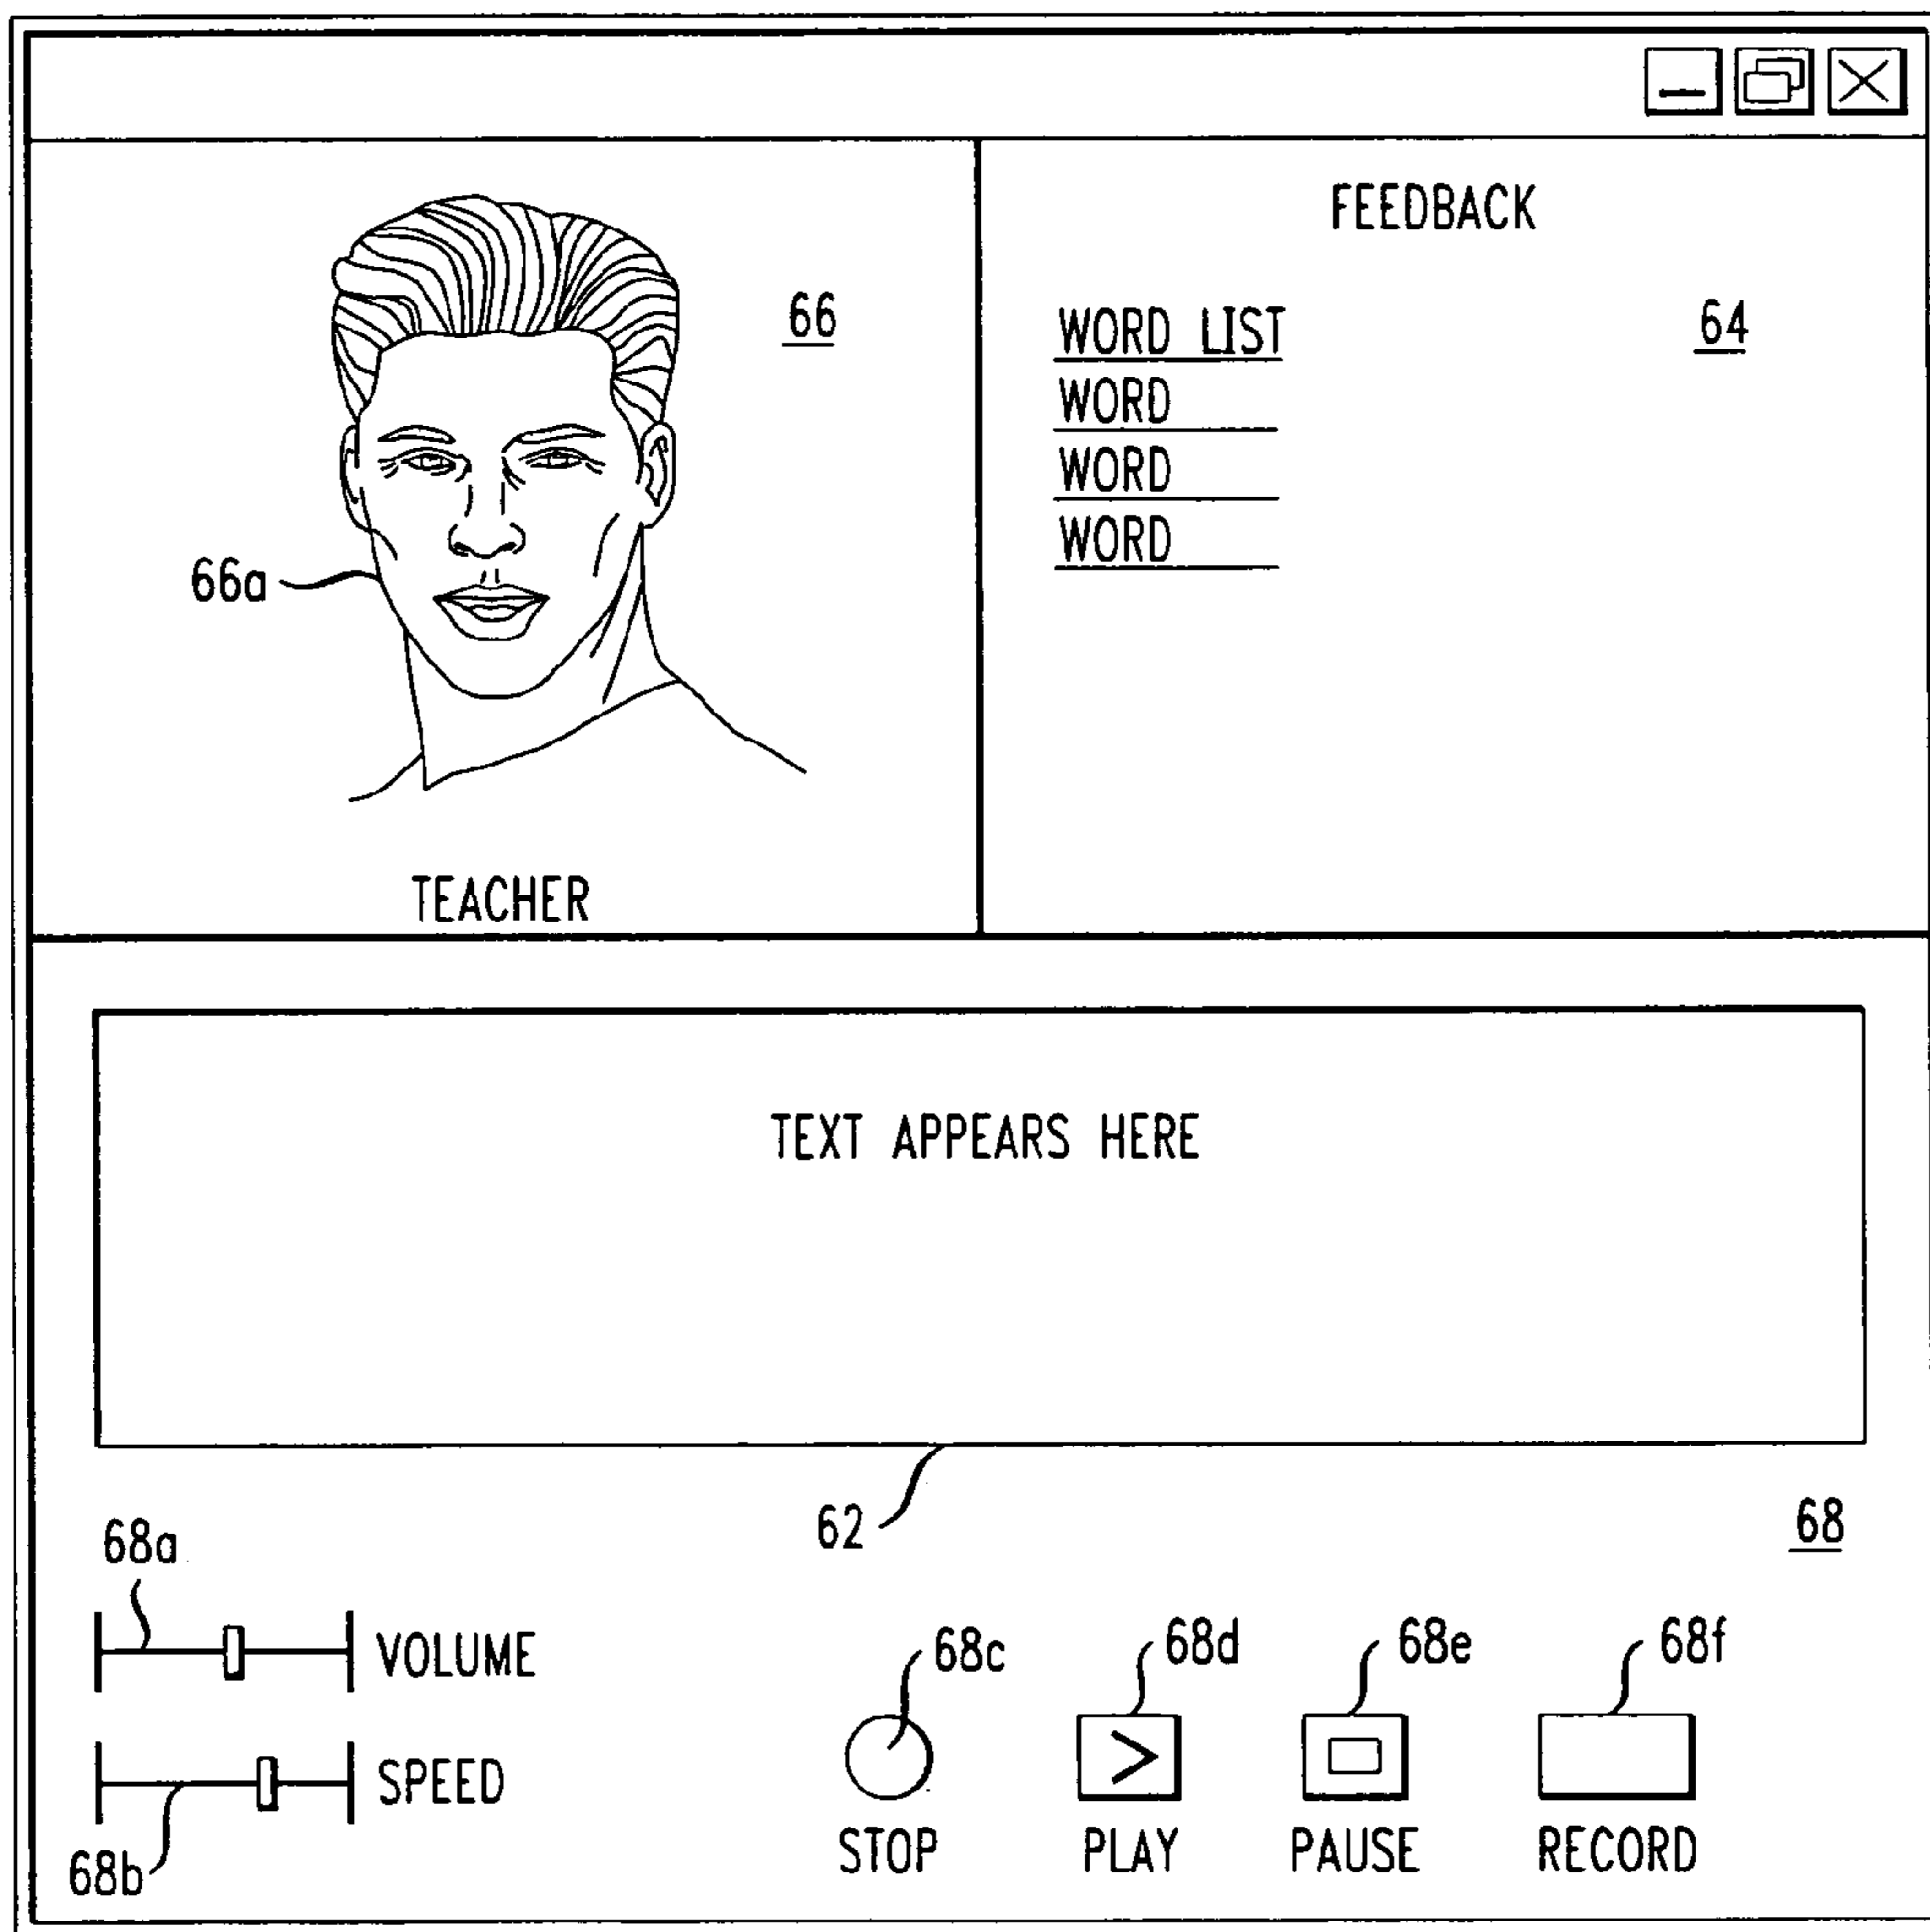 FEEDBACK
66
WORD LIST
64
WORD
WORD
WORD
66a
TEACHER
TEXT APPEARS HERE
62
68
68a
VOLUME
68c
68d
68e
68f
SPEED
68b
STOP
PLAY
PAUSE
RECORD